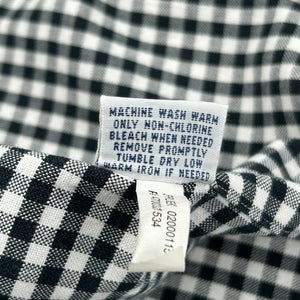 MACHINE WASH WARM
ONLY NON-CHLORINE
BLEACH WHEN NEEDED
REMOVE PROMPTLY
TUMBLE DRY LOW
WARM IRON IF NEEDED